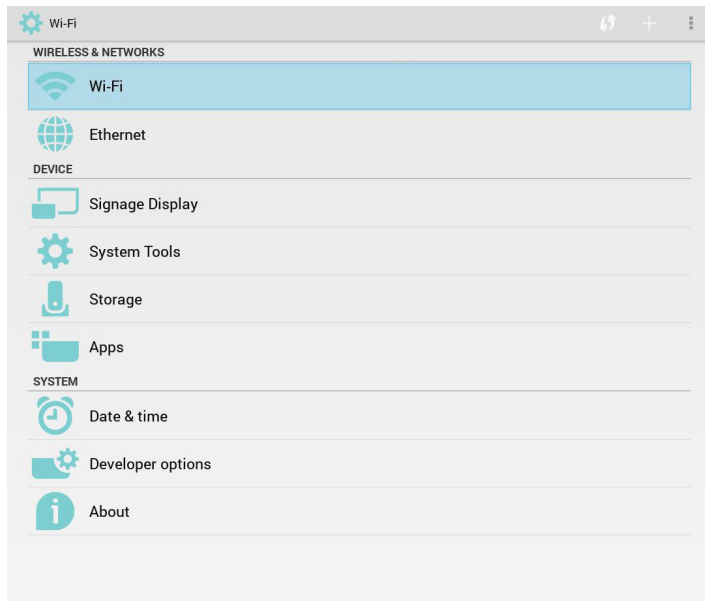 Wi-Fi
WIRELESS & NETWORKS
Wi-Fi
Ethernet
DEVICE
Signage Display
System Tools
Storage
Apps
SYSTEM
Date & time
Developer options
About